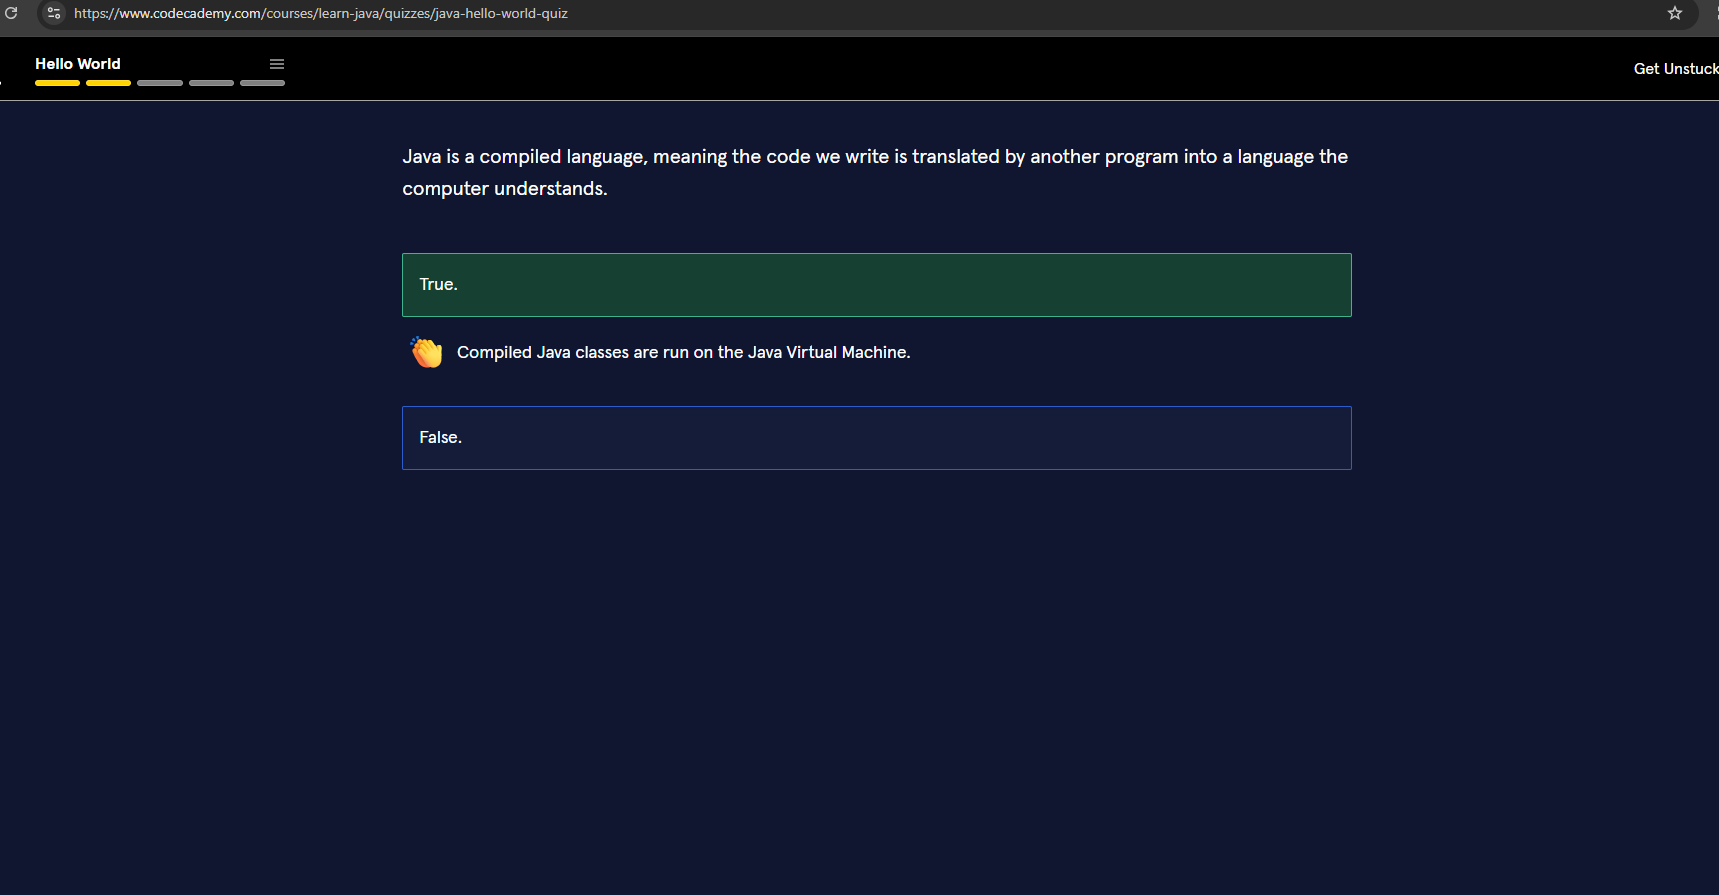 https://www.codecademy.com/courses/learn-java/quizzes/java-hello-world-quiz
Hello World
Get Unstuck
Java is a compiled language, meaning the code we write is translated by another program into a language the
computer understands.
True.
Compiled Java classes are run on the Java Virtual Machine.
False.